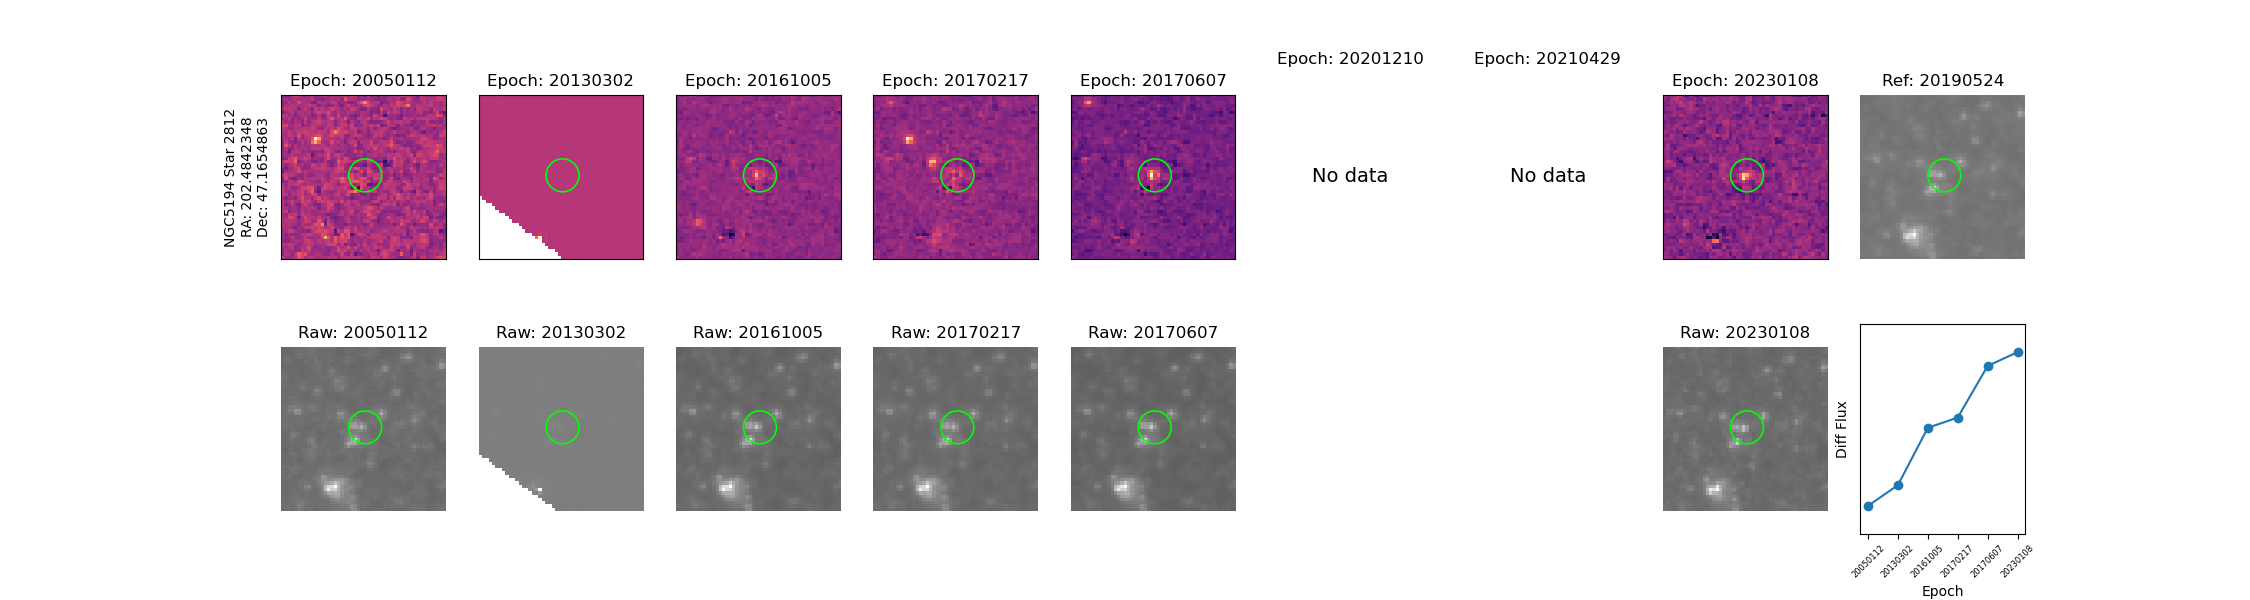 Epoch: 20050112
Epoch: 20130302
Epoch: 20161005
Epoch: 20170217
Epoch: 20170607
Epoch: 20201210
Epoch: 20210429
Epoch: 20230108
Ref: 20190524
NGC5194 Star 2812
RA: 202.4842348
Dec: 47.1654863
No data
No data
Raw: 20050112
Raw: 20130302
Raw: 20161005
Raw: 20170217
Raw: 20170607
Raw: 20230108
Diff Flux
20050112
20130302
20161005
20170217
20170607
20230108
Epoch